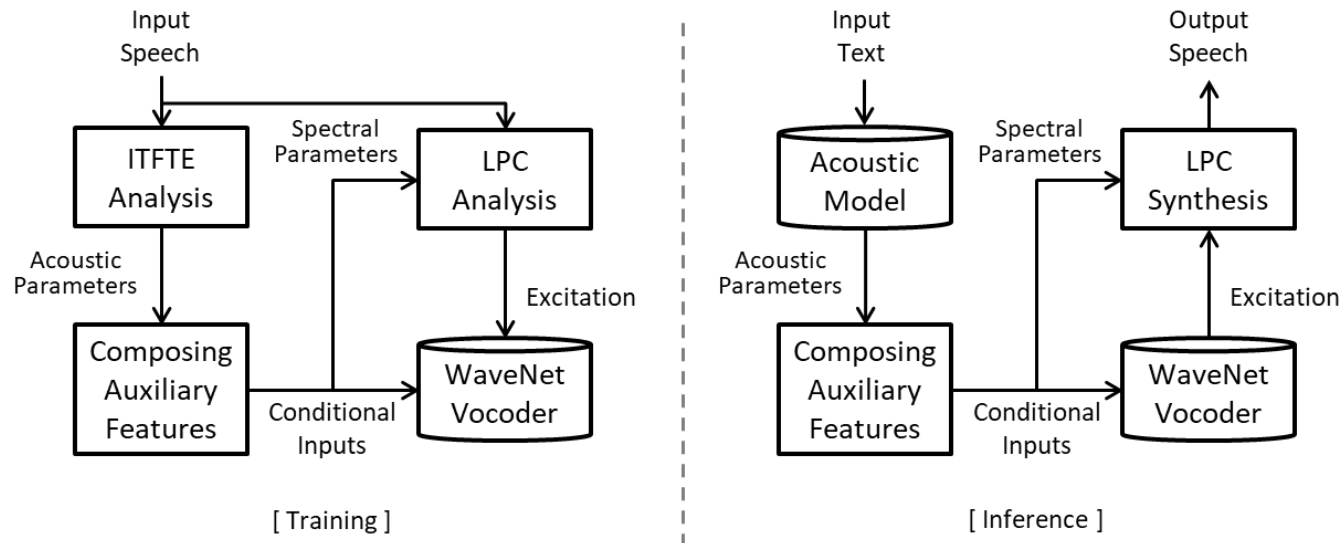 Input
Speech
ITFTE
Analysis
Spectral
Parameters
LPC
Analysis
Acoustic
Parameters
Excitation
Composing
Auxiliary
Features
Conditional
Inputs
WaveNet
Vocoder
[ Training ]
Input
Text
Output
Speech
Acoustic
Model
Spectral
Parameters
LPC
Synthesis
Acoustic
Parameters
Excitation
Composing
Auxiliary
Features
Conditional
Inputs
WaveNet
Vocoder
[ Inference ]